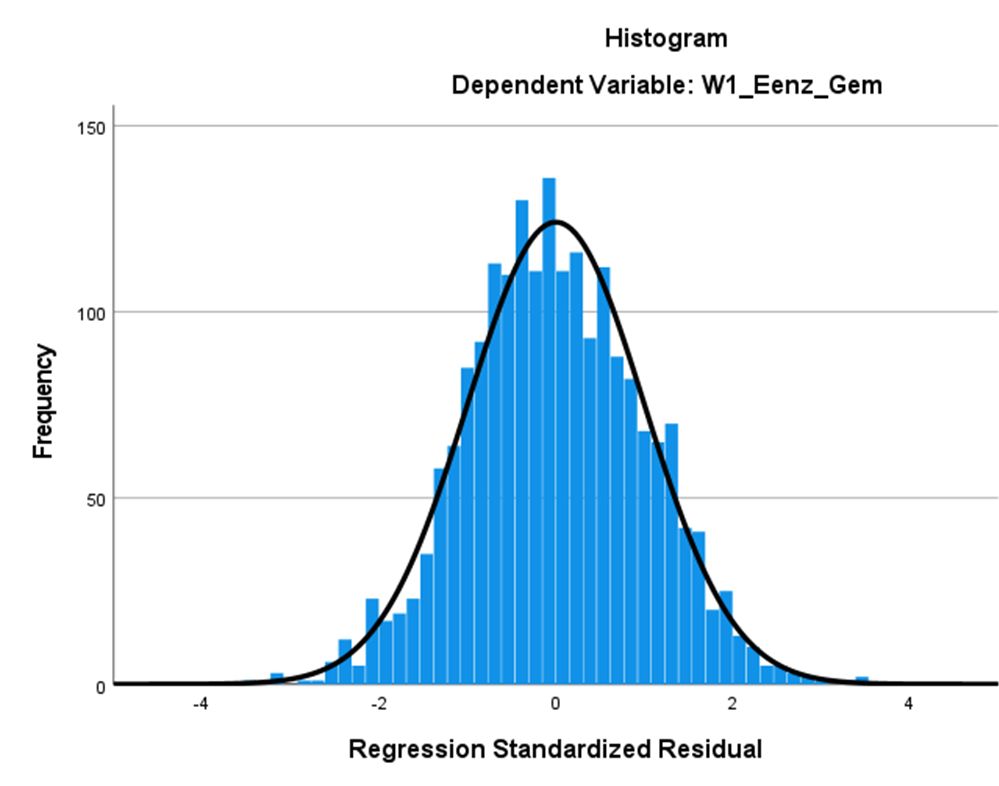 Histogram
Dependent Variable: W1_Eenz_Gem
150
100
50
0
Frequency
-4
-2
0
2
4
Regression Standardized Residual